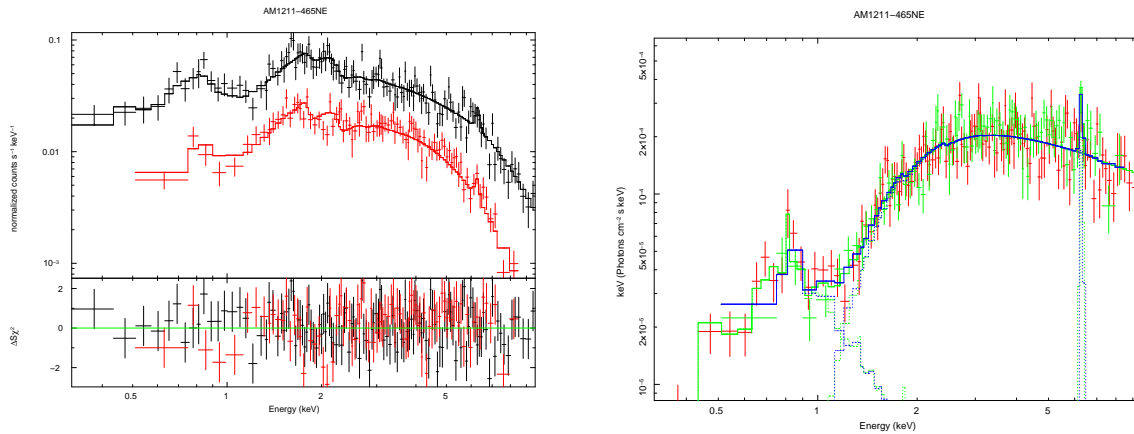 AM1211−465NE
0.1
0.01
10⁻³
normalized counts s⁻¹ keV⁻¹
2
0
−2
ΔSχ²
0.5 1 2 5
Energy (keV)
AM1211−465NE
5×10⁻⁴
2×10⁻⁴
10⁻⁴
5×10⁻⁵
2×10⁻⁵
10⁻⁵
keV (Photons cm⁻² s keV)
0.5 1 2 5
Energy (keV)